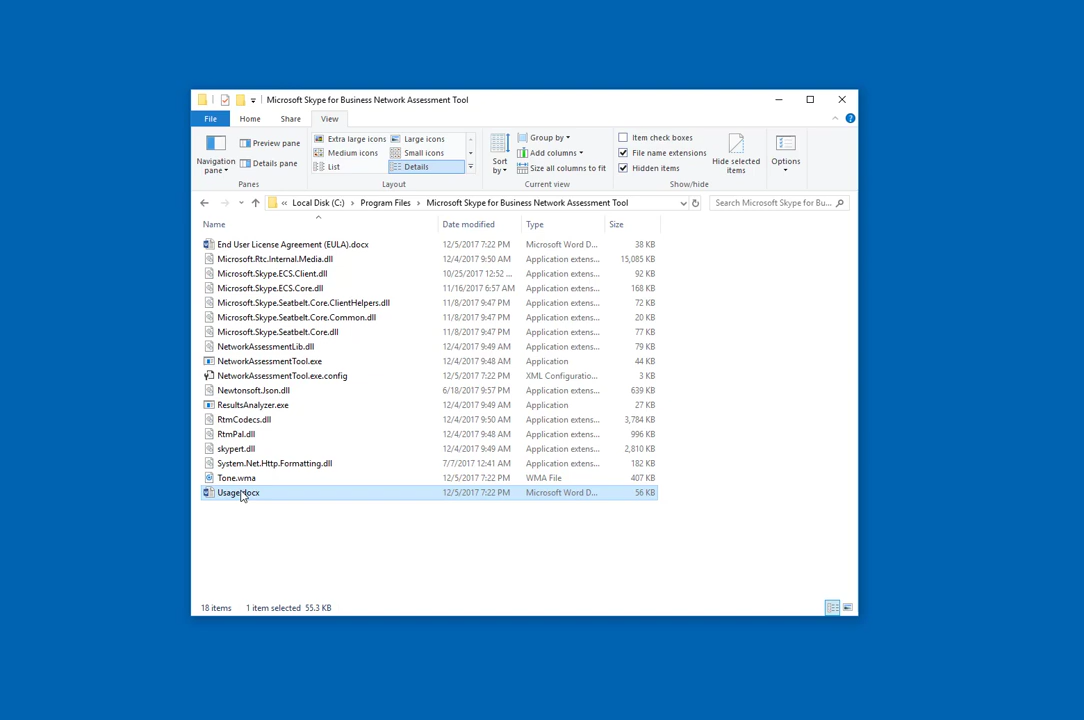 Microsoft Skype for Business Network Assessment Tool
File Home Share View
Navigation pane
Preview pane
Details pane
Panes
Extra large icons Large icons
Medium icons Small icons
List Details
Layout
Sort by
Group by
Add columns
Size all columns to fit
Current view
Item check boxes
File name extensions
Hidden items
Hide selected items
Show/hide
Options
« Local Disk (C:) › Program Files › Microsoft Skype for Business Network Assessment Tool
Search Microsoft Skype for Bu...
Name Date modified Type Size
End User License Agreement (EULA).docx 12/5/2017 7:22 PM Microsoft Word D... 38 KB
Microsoft.Rtc.Internal.Media.dll 12/4/2017 9:50 AM Application extens... 15,085 KB
Microsoft.Skype.ECS.Client.dll 10/25/2017 12:52 ... Application extens... 92 KB
Microsoft.Skype.ECS.Core.dll 11/16/2017 6:57 AM Application extens... 168 KB
Microsoft.Skype.Seatbelt.Core.ClientHelpers.dll 11/8/2017 9:47 PM Application extens... 72 KB
Microsoft.Skype.Seatbelt.Core.Common.dll 11/8/2017 9:47 PM Application extens... 20 KB
Microsoft.Skype.Seatbelt.Core.dll 11/8/2017 9:47 PM Application extens... 77 KB
NetworkAssessmentLib.dll 12/4/2017 9:49 AM Application extens... 79 KB
NetworkAssessmentTool.exe 12/4/2017 9:48 AM Application 44 KB
NetworkAssessmentTool.exe.config 12/5/2017 7:22 PM XML Configuratio... 3 KB
Newtonsoft.Json.dll 6/18/2017 9:57 PM Application extens... 639 KB
ResultsAnalyzer.exe 12/4/2017 9:49 AM Application 27 KB
RtmCodecs.dll 12/4/2017 9:50 AM Application extens... 3,784 KB
RtmPal.dll 12/4/2017 9:48 AM Application extens... 996 KB
skypert.dll 12/4/2017 9:49 AM Application extens... 2,810 KB
System.Net.Http.Formatting.dll 7/7/2017 12:41 AM Application extens... 182 KB
Tone.wma 12/5/2017 7:22 PM WMA File 407 KB
Usage.docx 12/5/2017 7:22 PM Microsoft Word D... 56 KB
18 items 1 item selected 55.3 KB